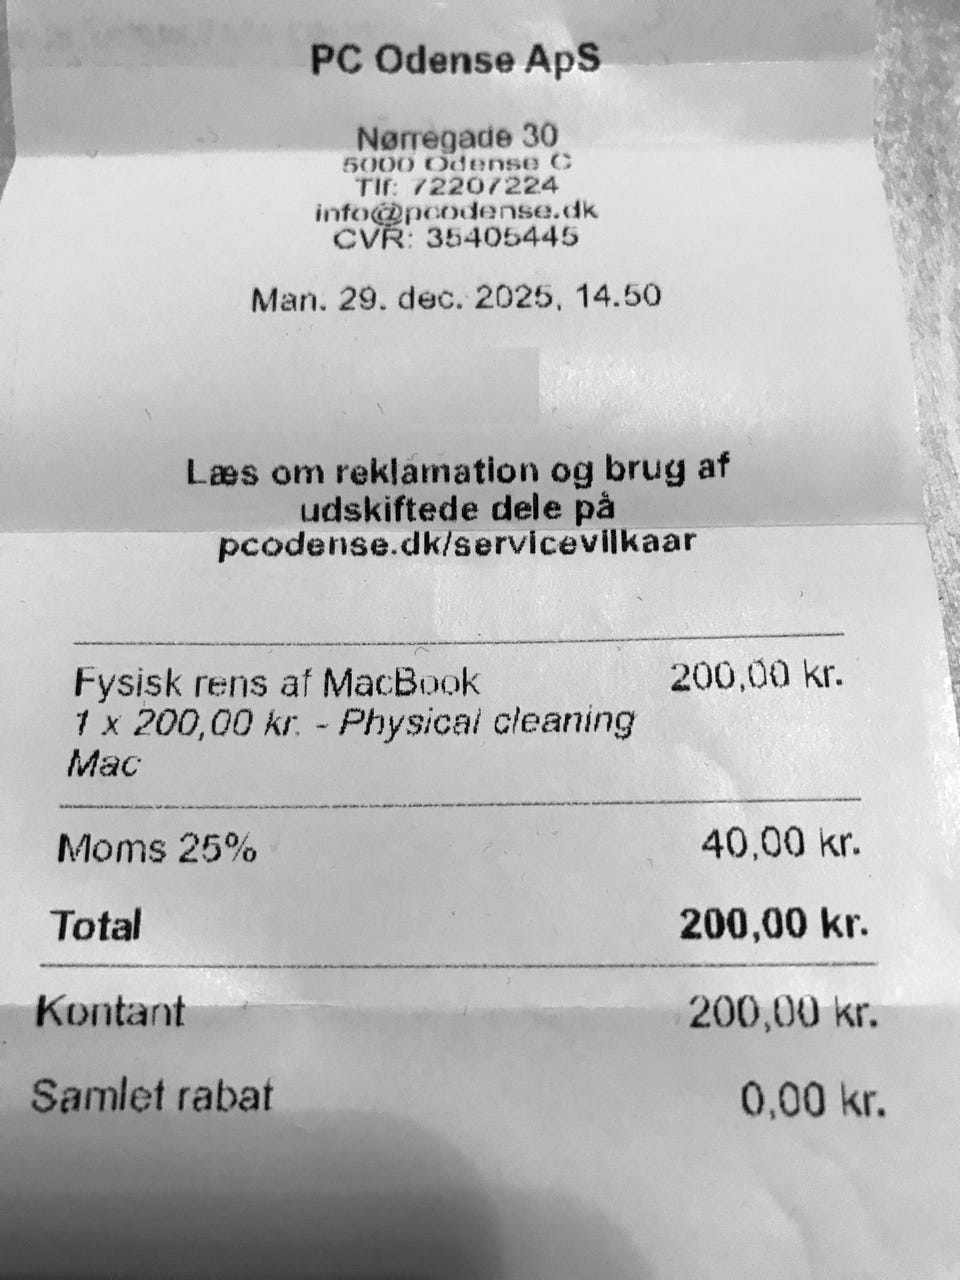 PC Odense ApS
Nørregade 30
5000 Odense C
Tlf: 72207224
info@pcodense.dk
CVR: 35405445
Man. 29. dec. 2025, 14.50
Læs om reklamation og brug af
udskiftede dele på
pcodense.dk/servicevilkaar
Fysisk rens af MacBook 200,00 kr.
1 x 200,00 kr. - Physical cleaning
Mac
Moms 25% 40,00 kr.
Total 200,00 kr.
Kontant 200,00 kr.
Samlet rabat 0,00 kr.